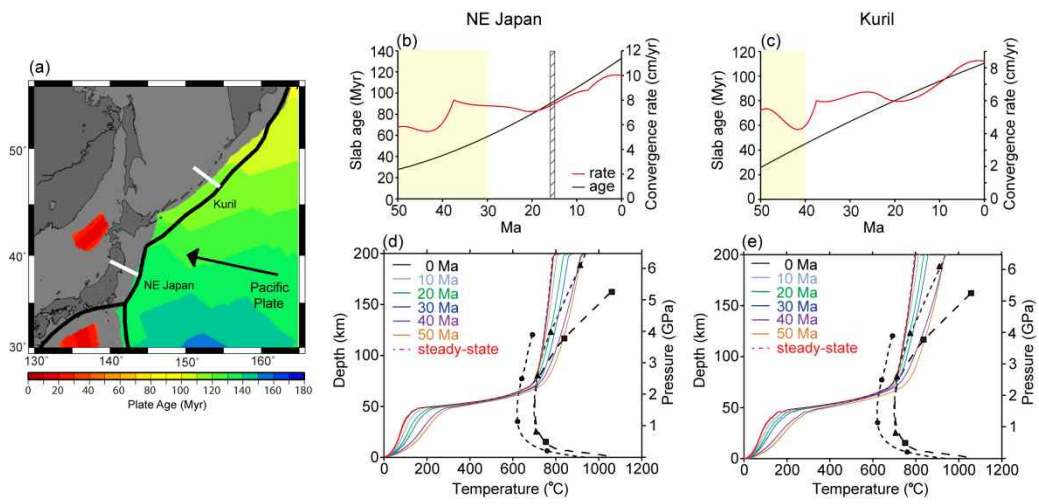 NE Japan
Kuril
(a)
50°
40°
30°
130°
140°
150°
160°
Kuril
NE Japan
Pacific
Plate
0 20 40 60 80 100 120 140 160 180
Plate Age (Myr)
(b)
140
120
100
80
60
40
20
0
Slab age (Myr)
12
10
8
6
4
2
0
Convergence rate (cm/yr)
rate
age
50 40 30 20 10 0
Ma
(c)
120
100
80
60
40
20
0
Slab age (Myr)
8
6
4
2
0
Convergence rate (cm/yr)
50 40 30 20 10 0
Ma
(d)
0 Ma
10 Ma
20 Ma
30 Ma
40 Ma
50 Ma
steady-state
200
150
100
50
0
Depth (km)
6
5
4
3
2
1
Pressure (GPa)
0 200 400 600 800 1000 1200
Temperature (°C)
(e)
0 Ma
10 Ma
20 Ma
30 Ma
40 Ma
50 Ma
steady-state
200
150
100
50
0
Depth (km)
6
5
4
3
2
1
Pressure (GPa)
0 200 400 600 800 1000 1200
Temperature (°C)